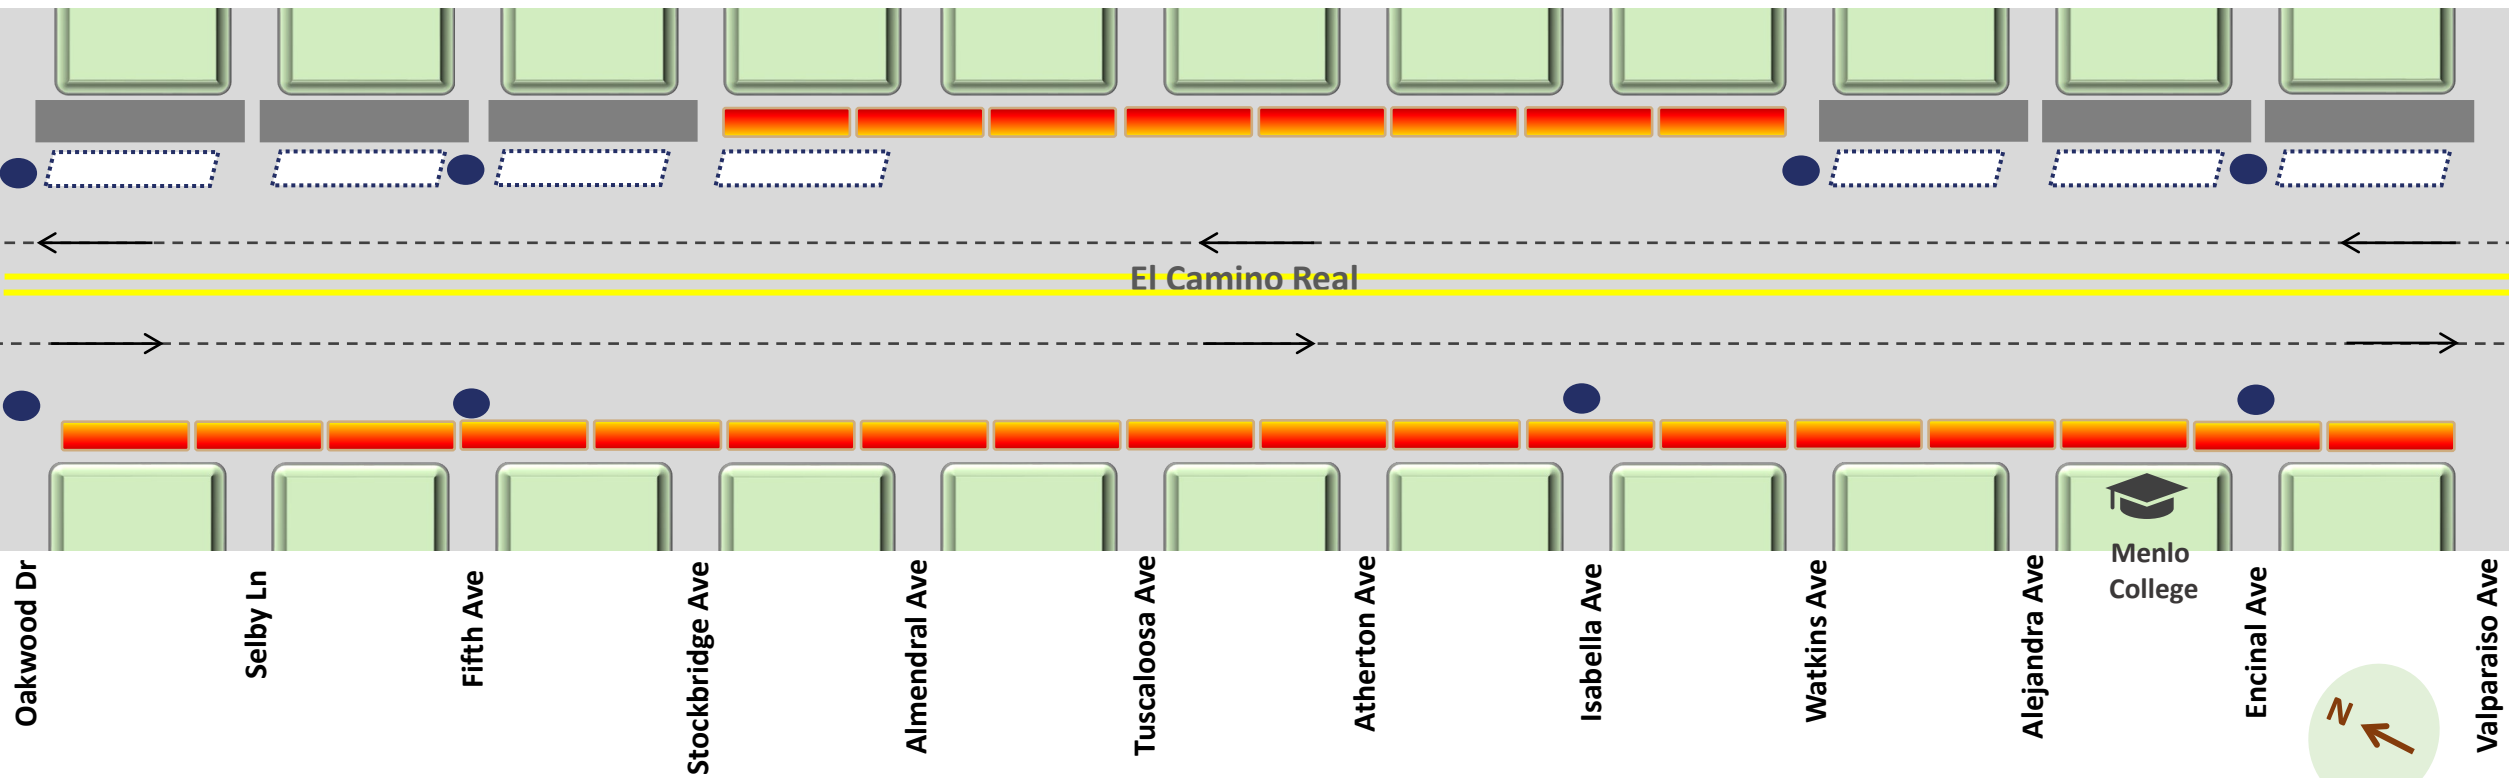 El Camino Real
Oakwood Dr
Selby Ln
Fifth Ave
Stockbridge Ave
Almendral Ave
Tuscaloosa Ave
Atherton Ave
Isabella Ave
Watkins Ave
Alejandra Ave
Menlo
College
Encinal Ave
Valparaiso Ave
N